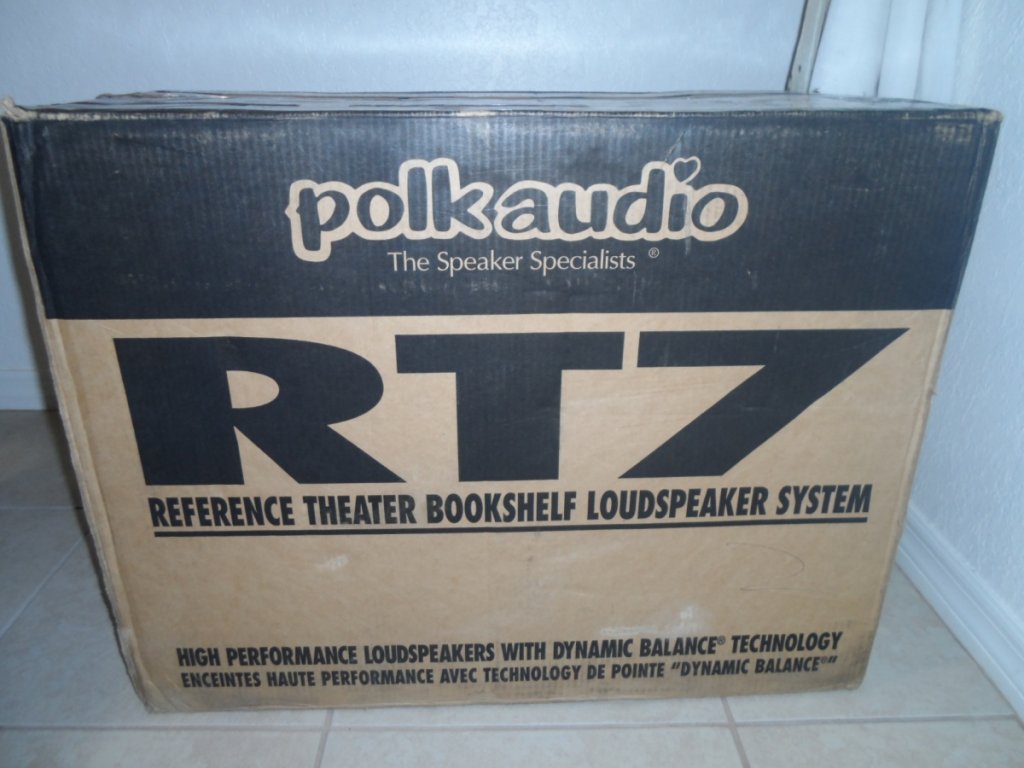 polkaudio
The Speaker Specialists ®
RT7
REFERENCE THEATER BOOKSHELF LOUDSPEAKER SYSTEM
HIGH PERFORMANCE LOUDSPEAKERS WITH DYNAMIC BALANCE® TECHNOLOGY
ENCEINTES HAUTE PERFORMANCE AVEC TECHNOLOGY DE POINTE "DYNAMIC BALANCE®"